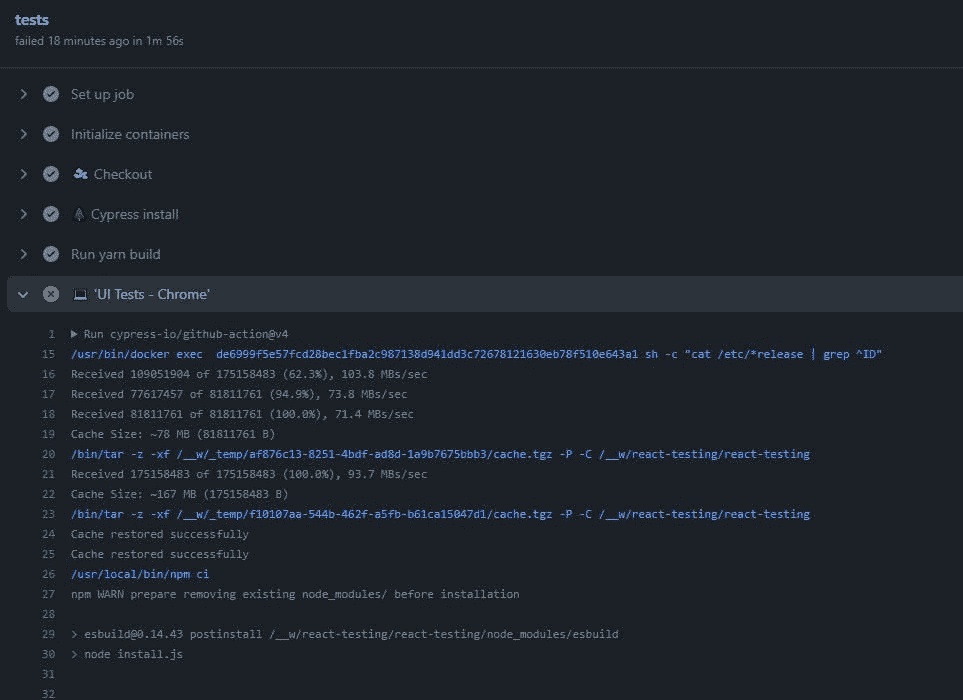 tests
failed 18 minutes ago in 1m 56s
Set up job
Initialize containers
Checkout
Cypress install
Run yarn build
'UI Tests - Chrome'
1 Run cypress-io/github-action@v4
15 /usr/bin/docker exec  de6999f5e57fcd28bec1fba2c987138d941dd3c72678121630eb78f510e643a1 sh -c "cat /etc/*release | grep ^ID"
16 Received 109051904 of 175158483 (62.3%), 103.8 MBs/sec
17 Received 77617457 of 81811761 (94.9%), 73.8 MBs/sec
18 Received 81811761 of 81811761 (100.0%), 71.4 MBs/sec
19 Cache Size: ~78 MB (81811761 B)
20 /bin/tar -z -xf /__w/_temp/af876c13-8251-4bdf-ad8d-1a9b7675bbb3/cache.tgz -P -C /__w/react-testing/react-testing
21 Received 175158483 of 175158483 (100.0%), 93.7 MBs/sec
22 Cache Size: ~167 MB (175158483 B)
23 /bin/tar -z -xf /__w/_temp/f10107aa-544b-462f-a5fb-b61ca15047d1/cache.tgz -P -C /__w/react-testing/react-testing
24 Cache restored successfully
25 Cache restored successfully
26 /usr/local/bin/npm ci
27 npm WARN prepare removing existing node_modules/ before installation
28
29 > esbuild@0.14.43 postinstall /__w/react-testing/react-testing/node_modules/esbuild
30 > node install.js
31
32